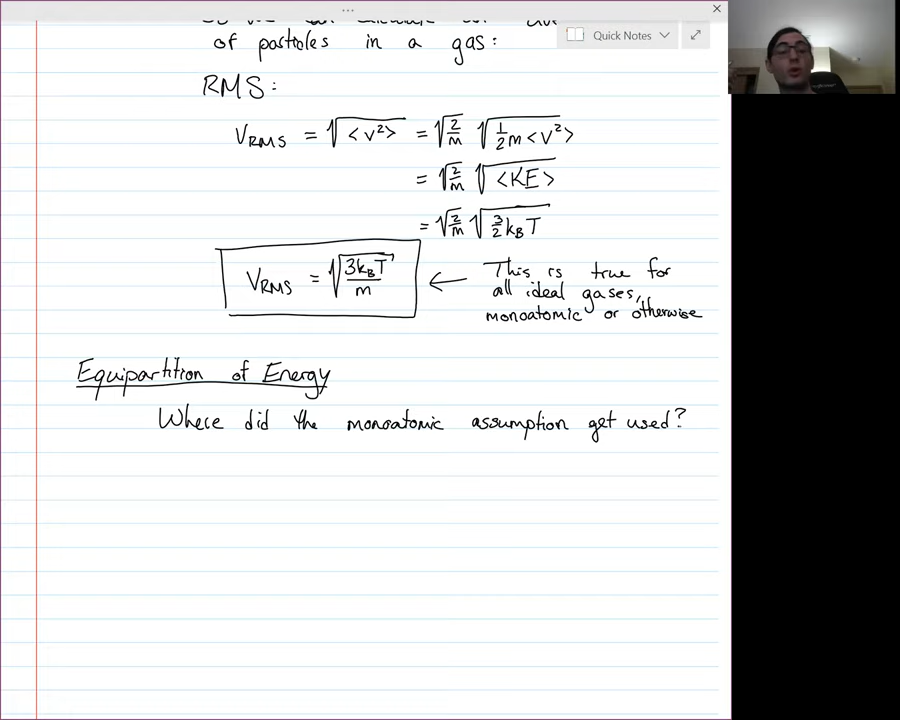 of particles in a gas:
Quick Notes
RMS:
V_RMS = √<v²> = √(2/m) √(1/2 m<v²>)
= √(2/m) √<KE>
= √(2/m) √(3/2 k_B T)
V_RMS = √(3k_B T / m) ← This is true for
all ideal gases,
monoatomic or otherwise
Equipartition of Energy
Where did the monoatomic assumption get used?